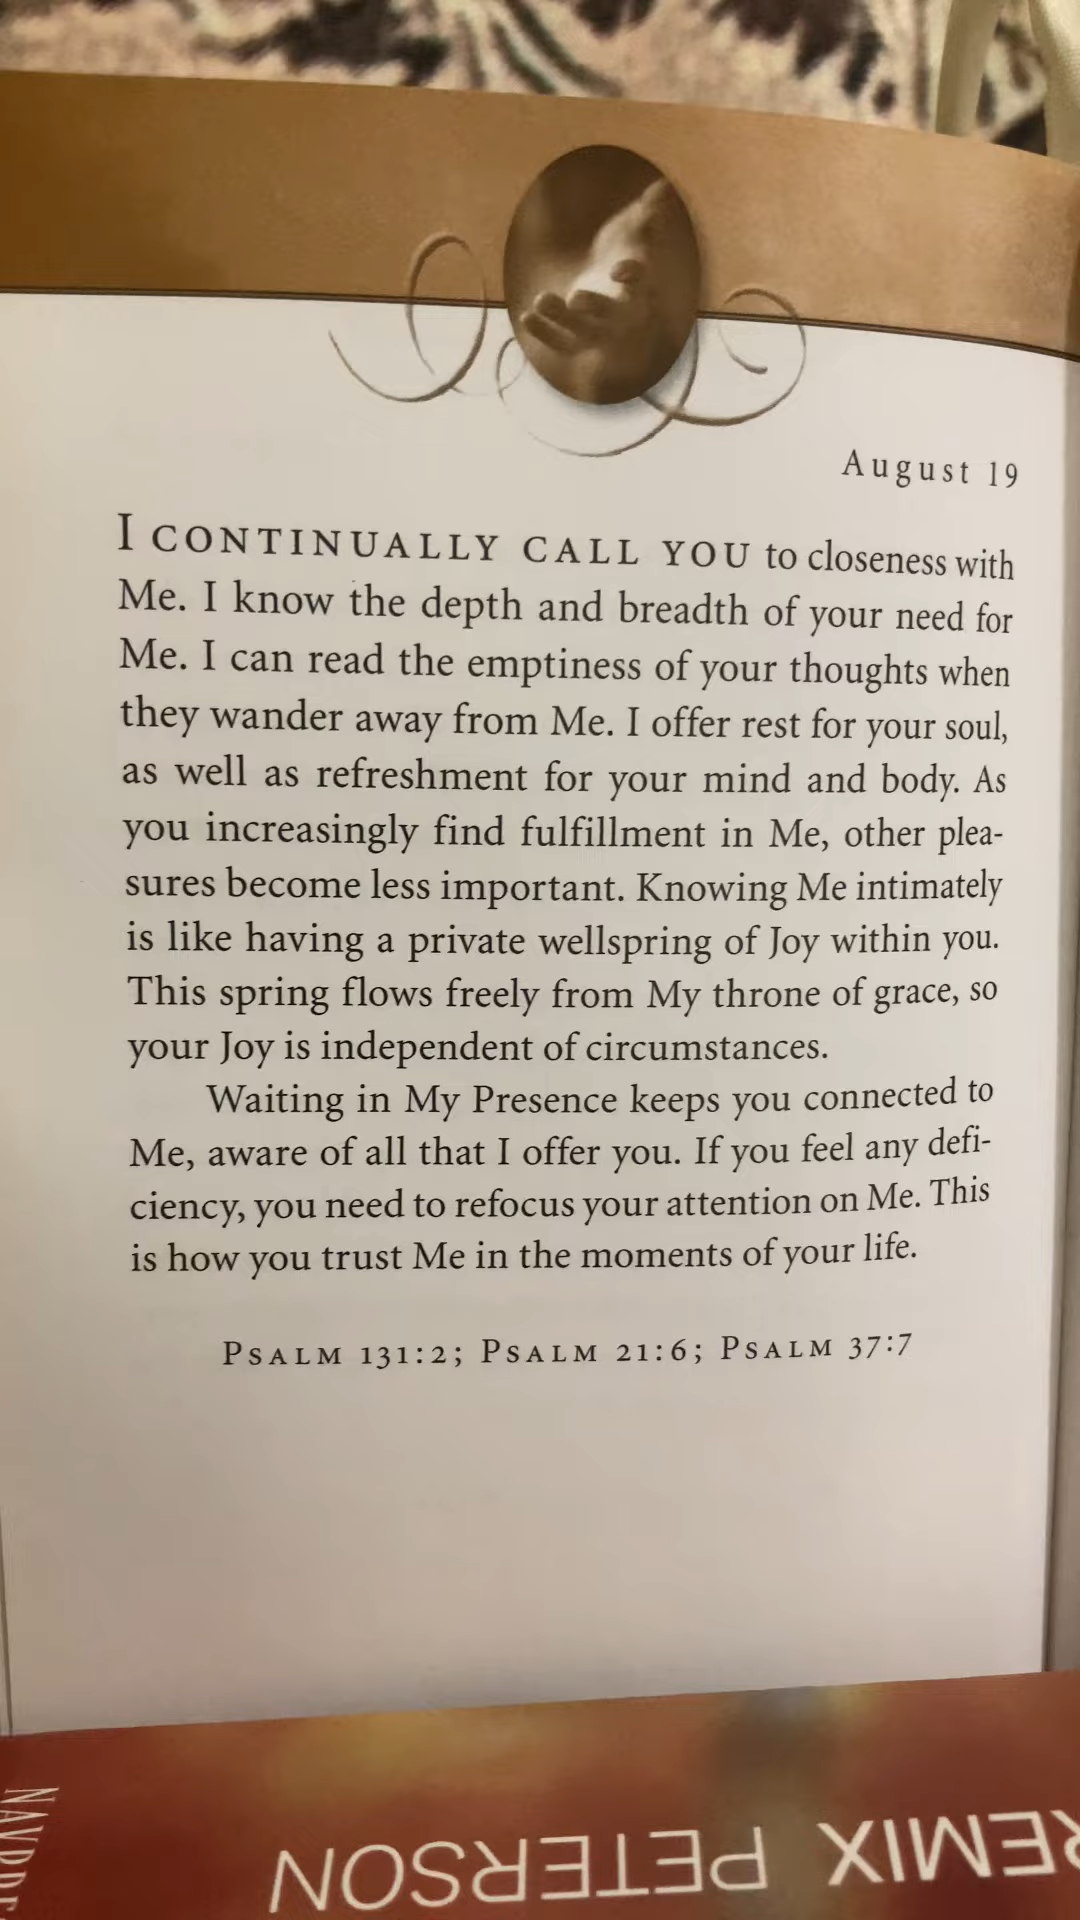 August 19
I CONTINUALLY CALL YOU to closeness with
Me. I know the depth and breadth of your need for
Me. I can read the emptiness of your thoughts when
they wander away from Me. I offer rest for your soul,
as well as refreshment for your mind and body. As
you increasingly find fulfillment in Me, other plea-
sures become less important. Knowing Me intimately
is like having a private wellspring of Joy within you.
This spring flows freely from My throne of grace, so
your Joy is independent of circumstances.
Waiting in My Presence keeps you connected to
Me, aware of all that I offer you. If you feel any defi-
ciency, you need to refocus your attention on Me. This
is how you trust Me in the moments of your life.
PSALM 131:2; PSALM 21:6; PSALM 37:7
REMIX PETERSON